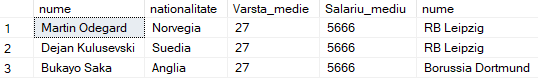 nume nationalitate Varsta_medie Salariu_mediu nume
1 Martin Odegard Norvegia 27 5666 RB Leipzig
2 Dejan Kulusevski Suedia 27 5666 RB Leipzig
3 Bukayo Saka Anglia 27 5666 Borussia Dortmund